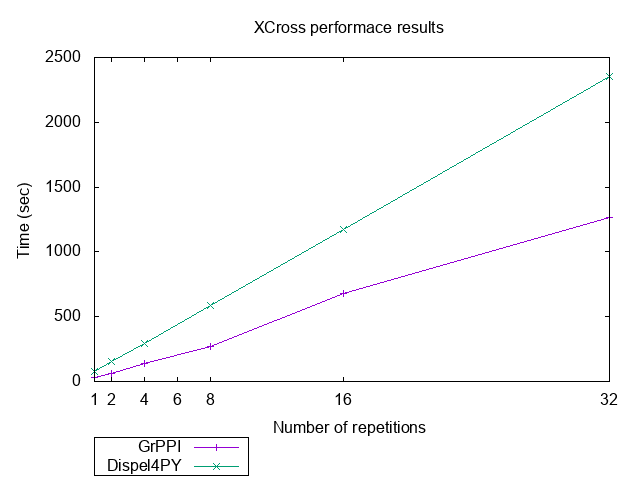 XCross performace results
2500
2000
1500
1000
500
0
Time (sec)
1 2 4 6 8 16 32
Number of repetitions
GrPPI
Dispel4PY